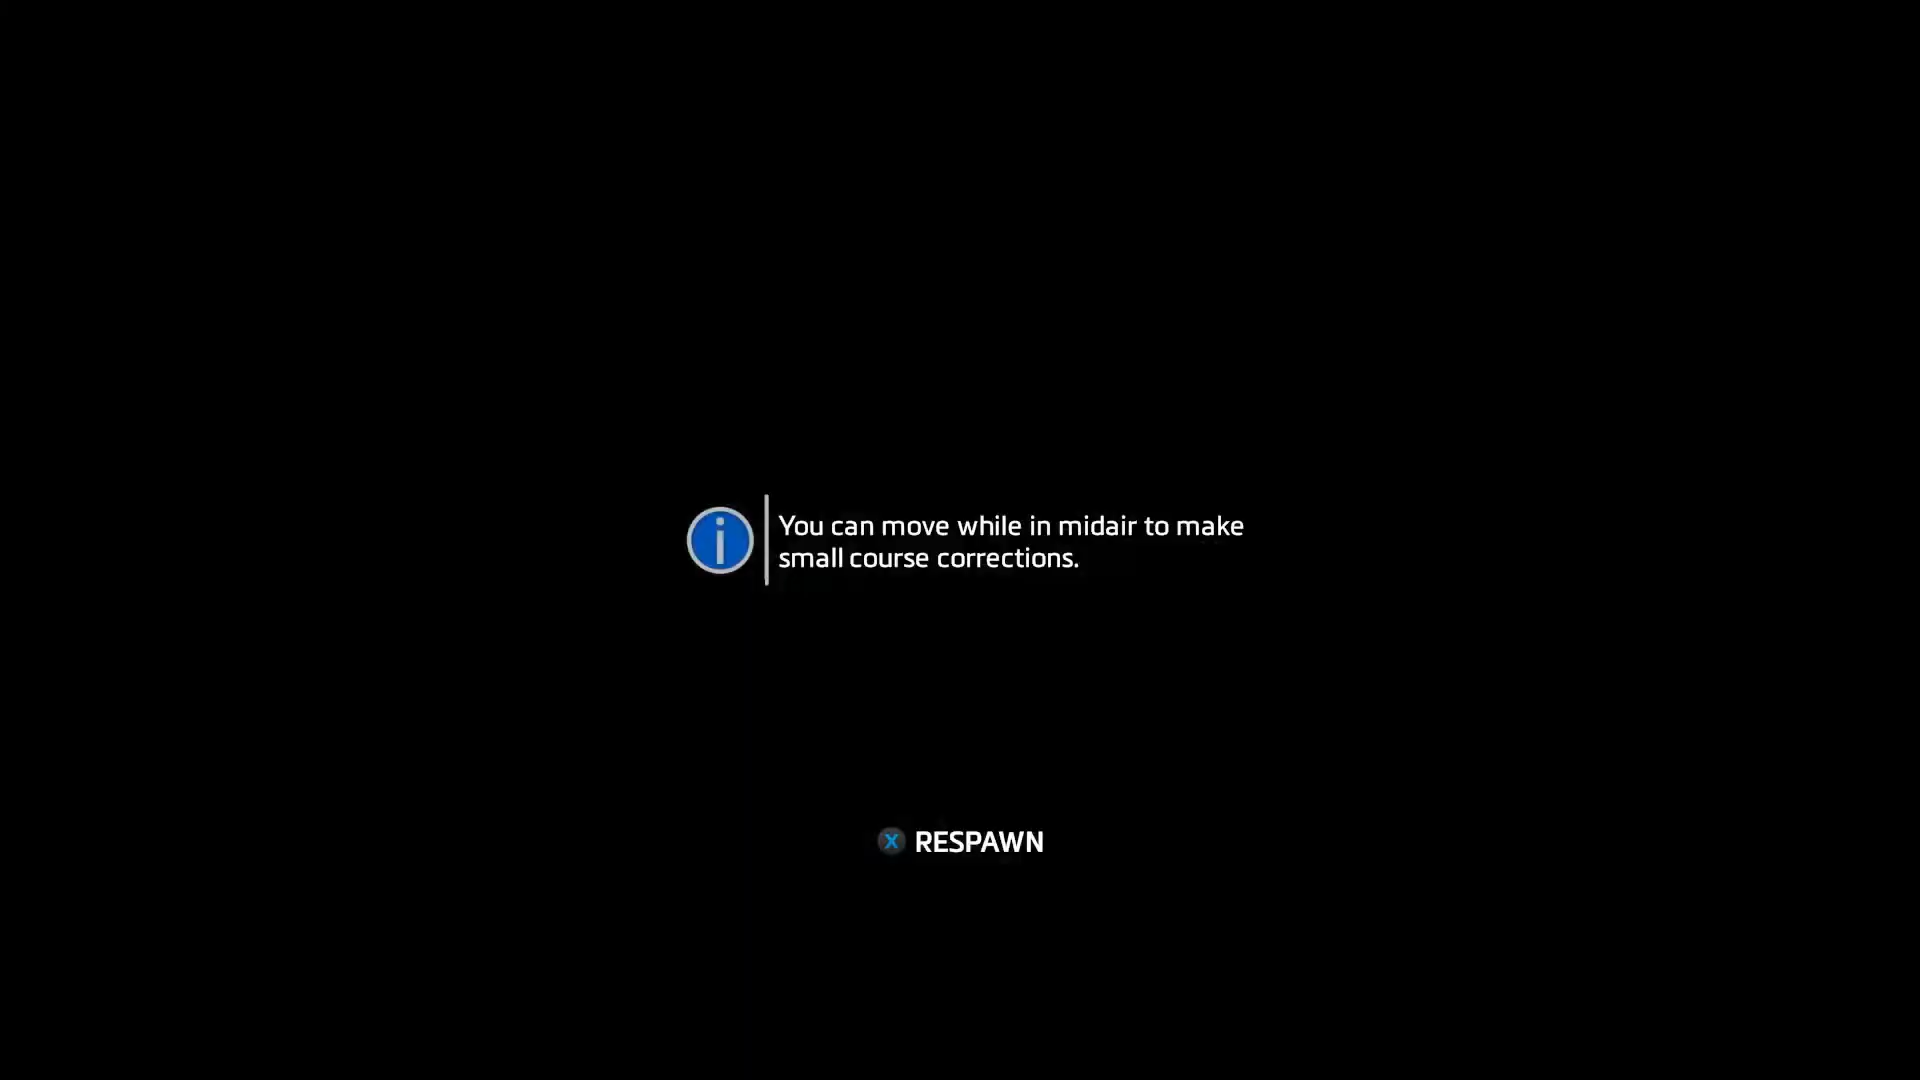 You can move while in midair to make
small course corrections.
X RESPAWN